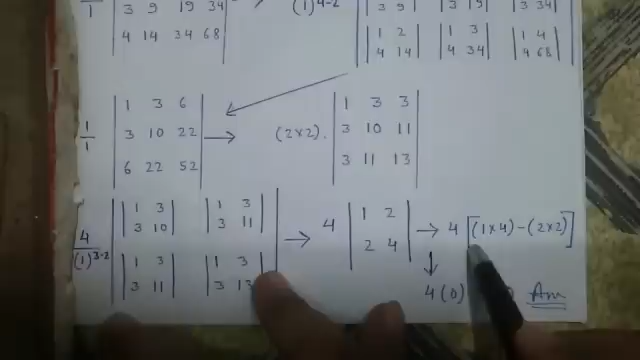 1 | 3 9 19 34 |
| 4 14 34 68 |
(1)^4-2
| 3 9 | | 3 19 | | 3 34 |
| 1 2 | | 1 3 | | 1 4 |
| 4 14 | | 4 34 | | 4 68 |
1/1 | 1 3 6 | → (2×2). | 1 3 3 |
| 3 10 22 | | 3 10 11 |
| 6 22 52 | | 3 11 13 |
4/(1)^3-2 | 1 3 | | 1 3 | → 4 | 1 2 | → 4 [(1×4) - (2×2)]
| 3 10 | | 3 11 | | 2 4 |
| 1 3 | | 1 3 | ↓
| 3 11 | | 3 | 4(0) Ans